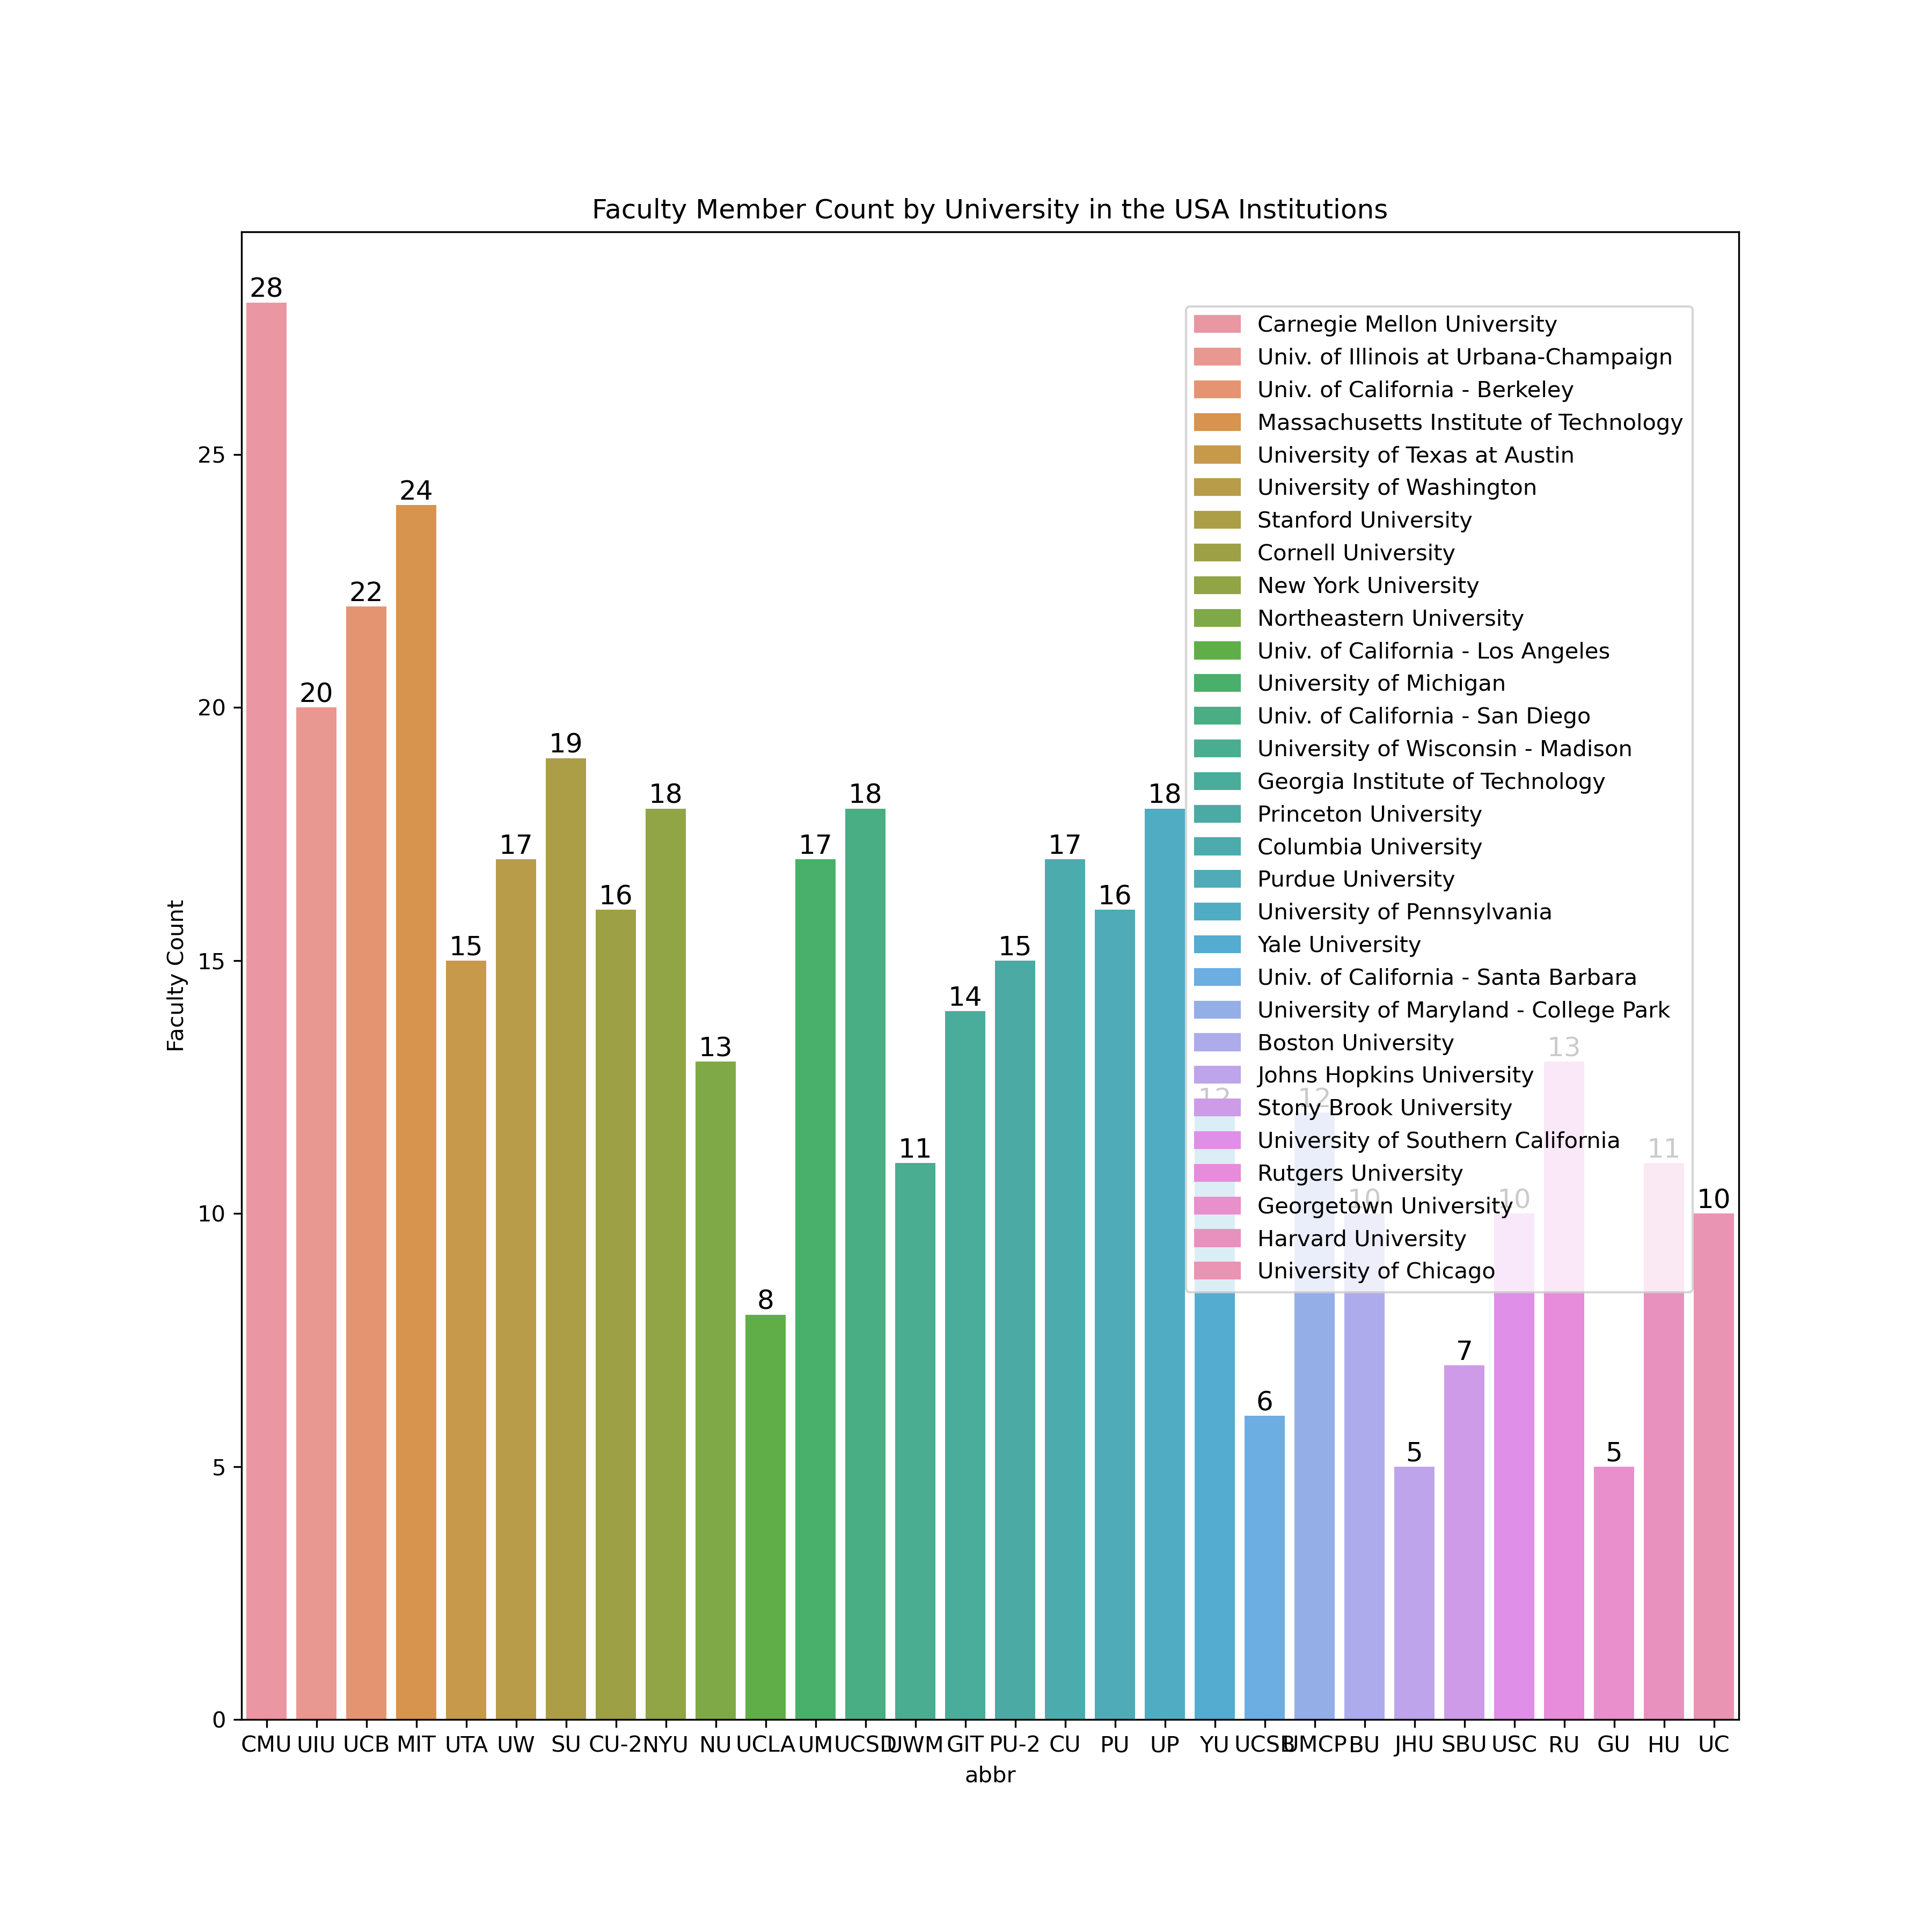 Faculty Member Count by University in the USA Institutions
28
20
22
24
15
17
19
16
18
13
8
17
18
11
14
15
17
16
18
12
6
12
10
5
7
10
13
5
11
10
Carnegie Mellon University
Univ. of Illinois at Urbana-Champaign
Univ. of California - Berkeley
Massachusetts Institute of Technology
University of Texas at Austin
University of Washington
Stanford University
Cornell University
New York University
Northeastern University
Univ. of California - Los Angeles
University of Michigan
Univ. of California - San Diego
University of Wisconsin - Madison
Georgia Institute of Technology
Princeton University
Columbia University
Purdue University
University of Pennsylvania
Yale University
Univ. of California - Santa Barbara
University of Maryland - College Park
Boston University
Johns Hopkins University
Stony Brook University
University of Southern California
Rutgers University
Georgetown University
Harvard University
University of Chicago
Faculty Count
25
20
15
10
5
0
CMU UIU UCB MIT UTA UW SU CU-2 NYU NU UCLA UM UCSD UWM GIT PU-2 CU PU UP YU UCSB UMCP BU JHU SBU USC RU GU HU UC
abbr